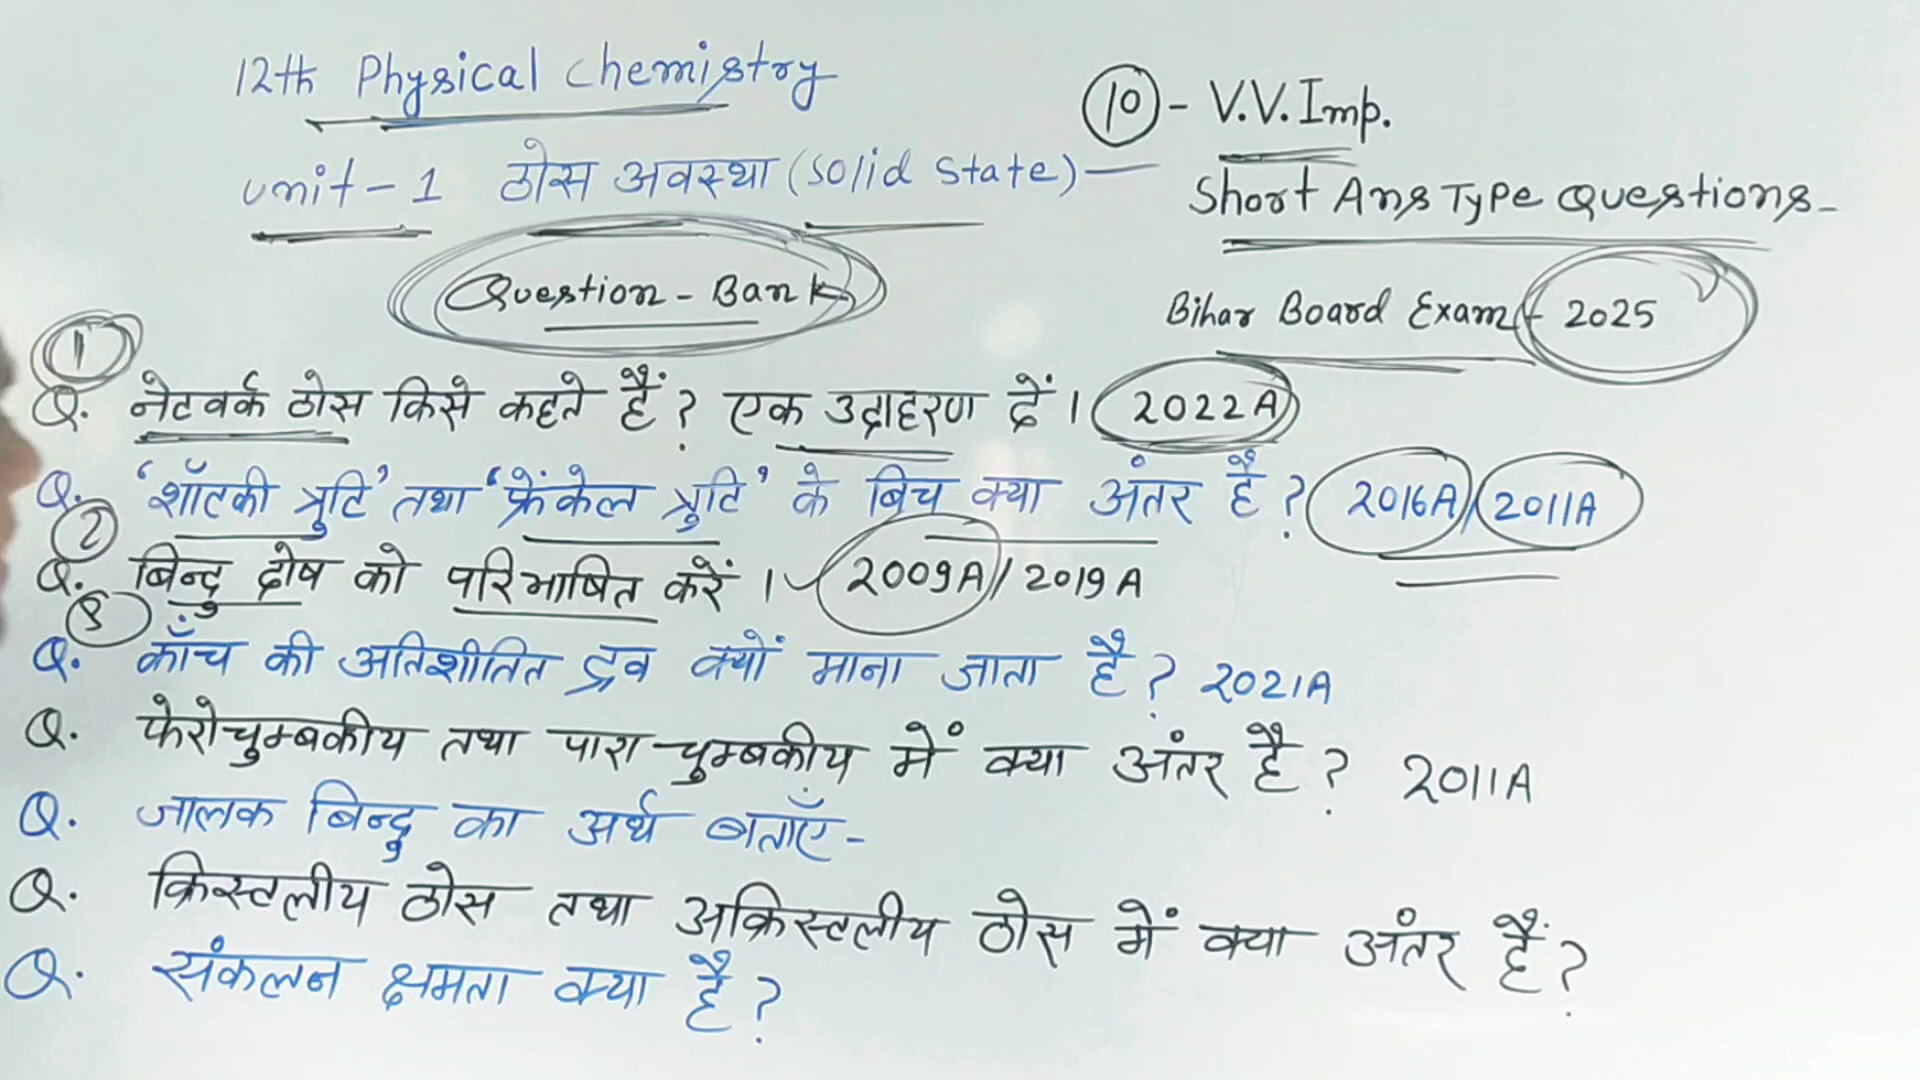 12th Physical Chemistry
Unit-1 ठोस अवस्था (Solid State) —
10 - V.V. Imp.
Short Ans Type Questions -
Question - Bank
Bihar Board Exam - 2025
1
Q. नेटवर्क ठोस किसे कहते हैं? एक उदाहरण दें। 2022A
Q. 'शॉटकी त्रुटि' तथा 'फ्रेंकेल त्रुटि' के बिच क्या अंतर है? 2016A/2011A
2
Q. बिन्दु दोष को परिभाषित करें। 2009A/2019A
3
Q. काँच की अतिशीतित द्रव क्यों माना जाता है? 2021A
Q. फेरोचुम्बकीय तथा पाराचुम्बकीय में क्या अंतर है? 2011A
Q. जालक बिन्दु का अर्थ बताएँ-
Q. क्रिस्टलीय ठोस तथा अक्रिस्टलीय ठोस में क्या अंतर हैं?
Q. संकलन क्षमता क्या है?